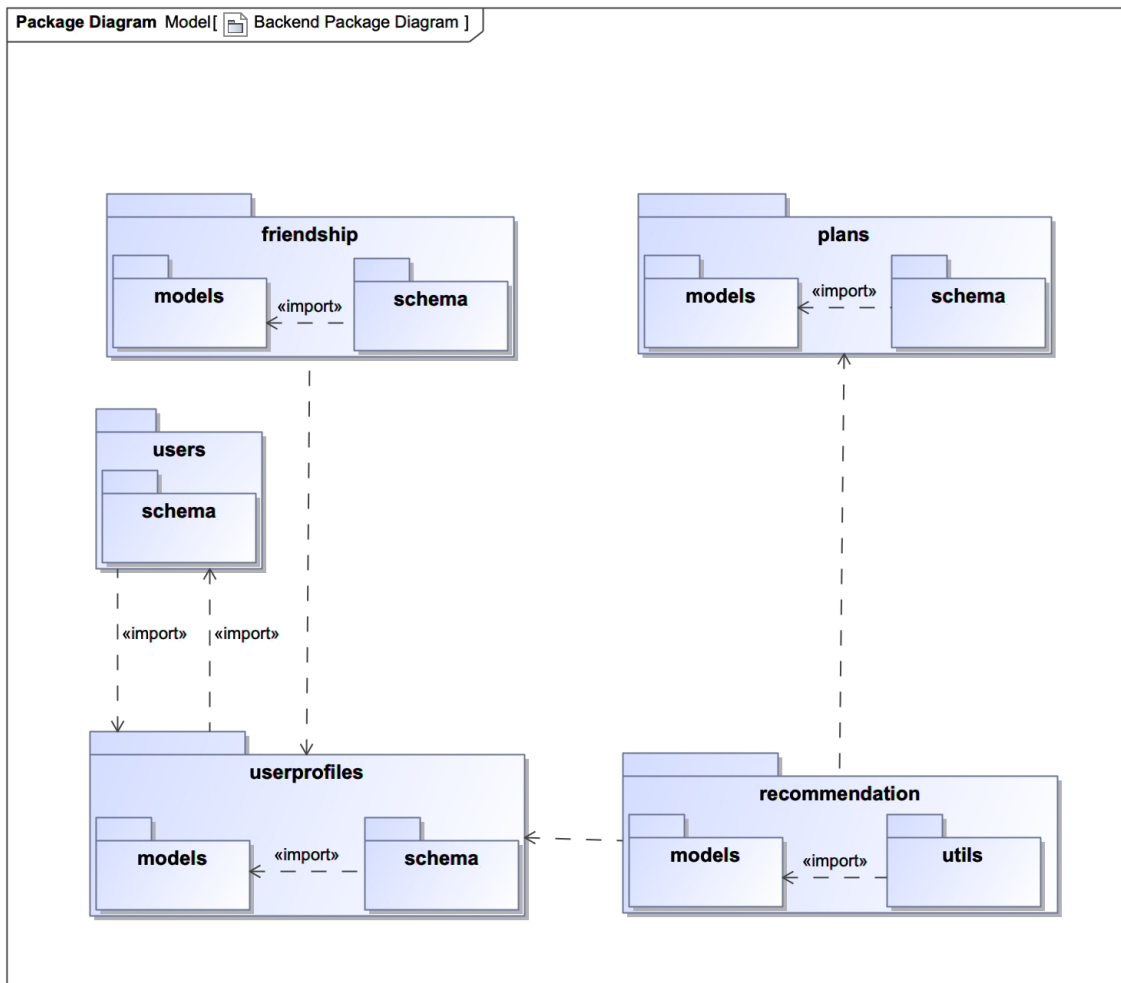 Package Diagram Model[ Backend Package Diagram ]
friendship
models
«import»
schema
plans
models
«import»
schema
users
schema
«import»
«import»
userprofiles
models
«import»
schema
recommendation
models
«import»
utils